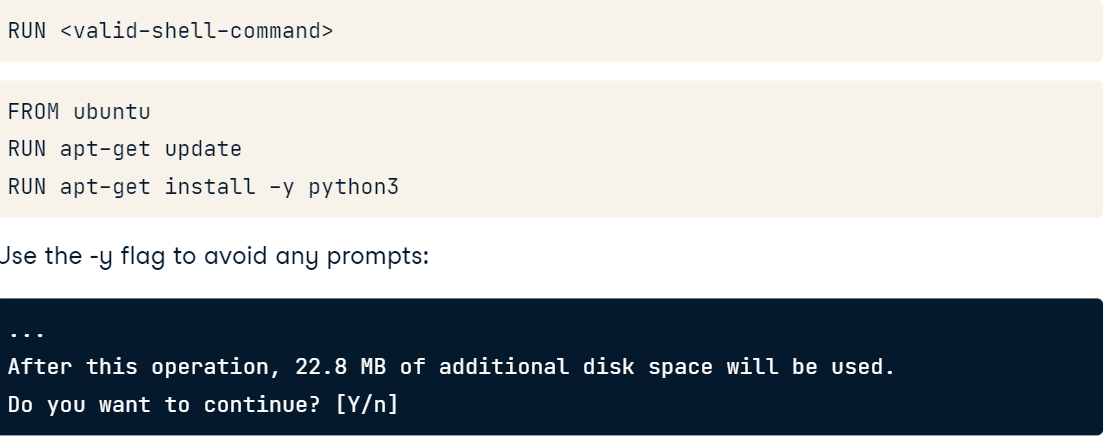 RUN <valid-shell-command>
FROM ubuntu
RUN apt-get update
RUN apt-get install -y python3
Use the -y flag to avoid any prompts:
...
After this operation, 22.8 MB of additional disk space will be used.
Do you want to continue? [Y/n]